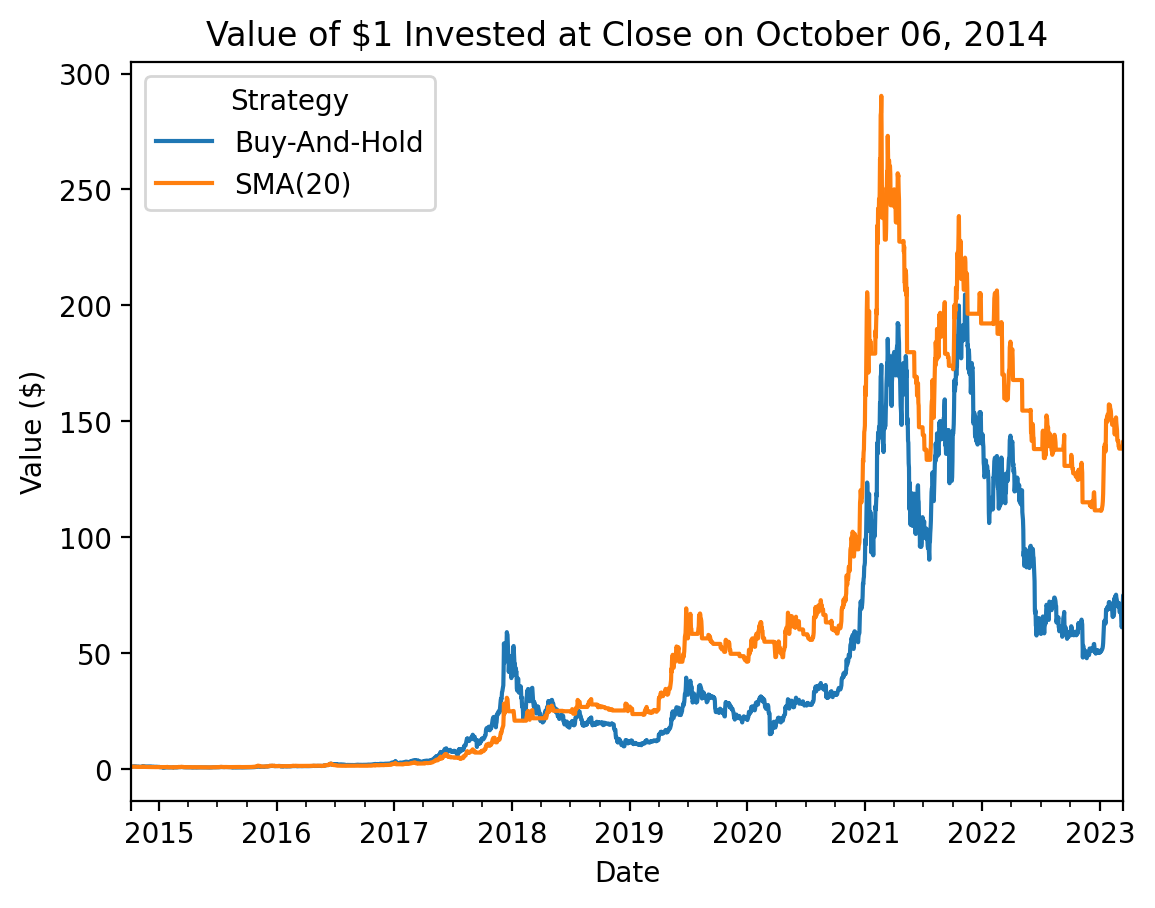 Value of $1 Invested at Close on October 06, 2014
300
250
200
150
100
50
0
Value ($)
Strategy
Buy-And-Hold
SMA(20)
2015 2016 2017 2018 2019 2020 2021 2022 2023
Date